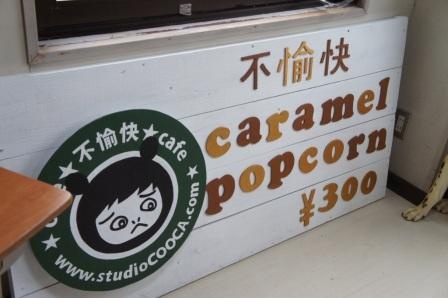 不愉快
caramel
popcorn
¥300
★不愉快★cafe
www.studioCOOCA.com